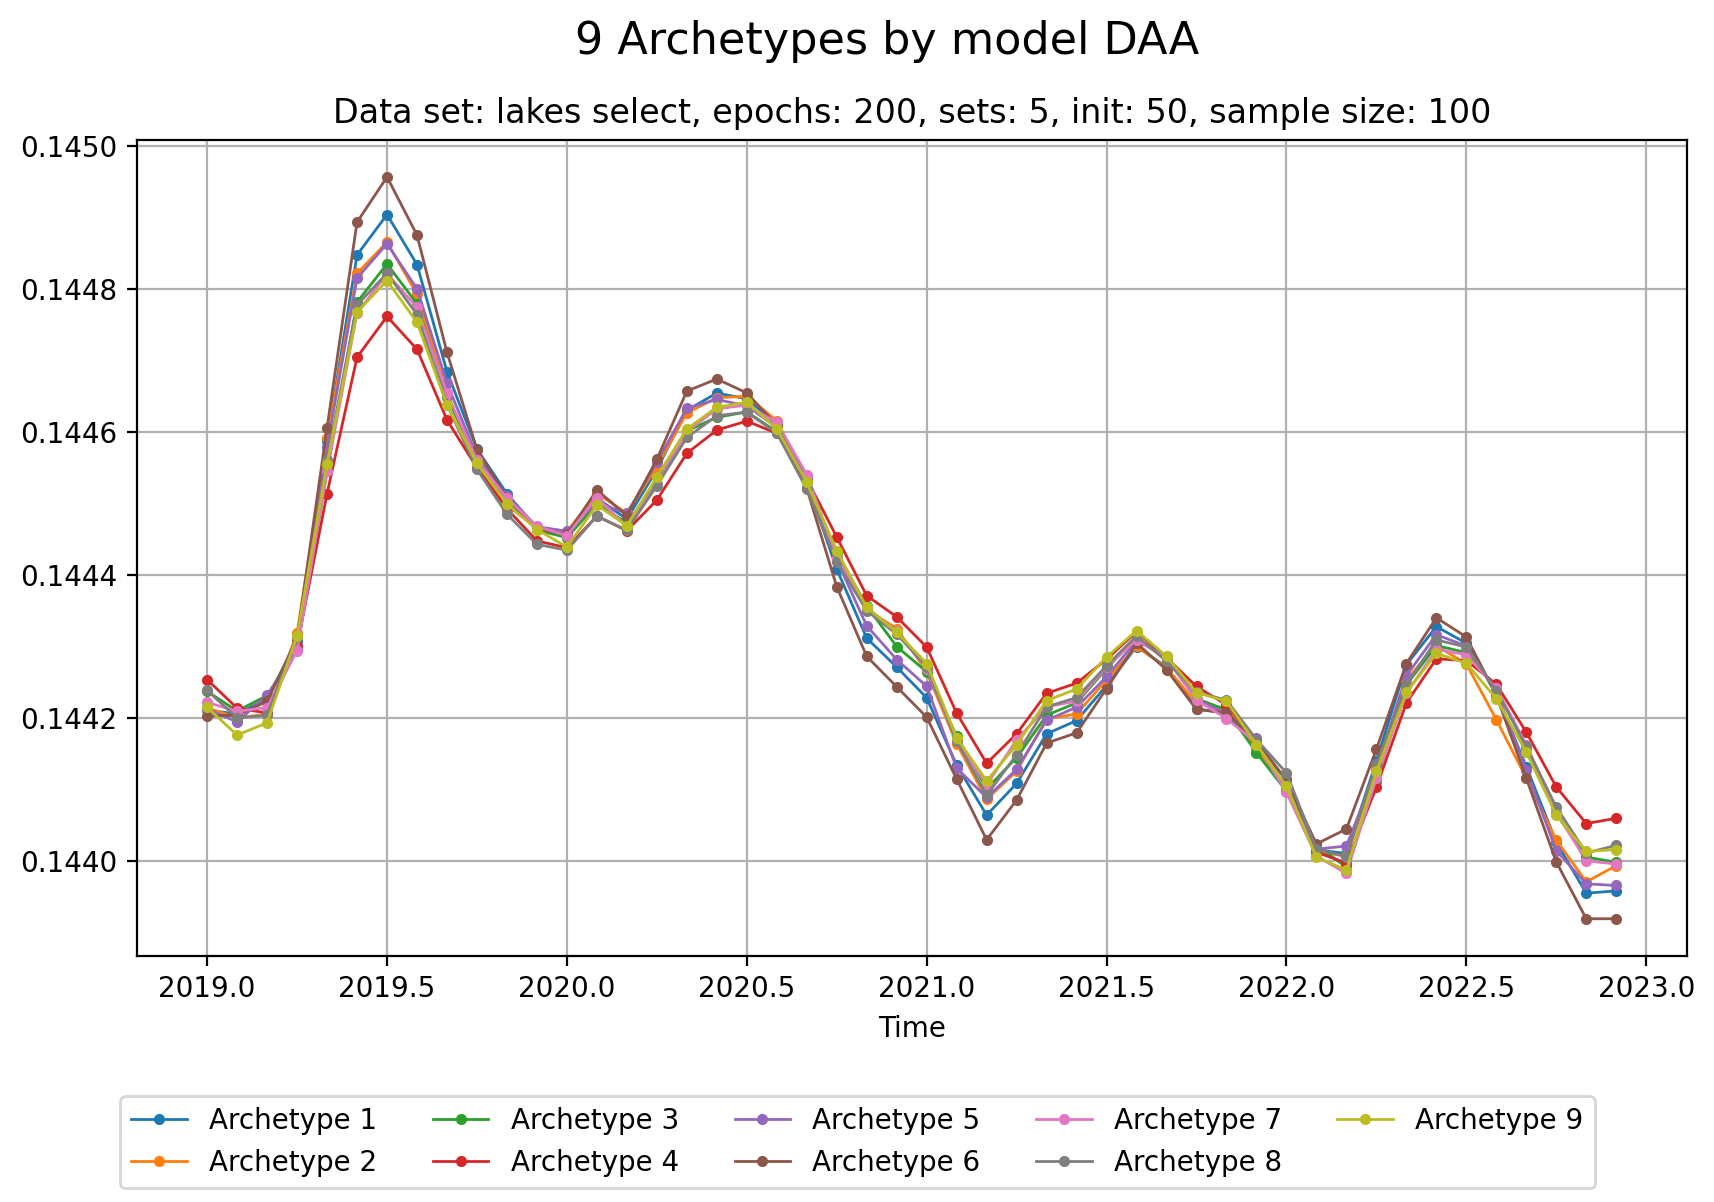 9 Archetypes by model DAA
Data set: lakes select, epochs: 200, sets: 5, init: 50, sample size: 100
0.1450
0.1448
0.1446
0.1444
0.1442
0.1440
2019.0 2019.5 2020.0 2020.5 2021.0 2021.5 2022.0 2022.5 2023.0
Time
Archetype 1 Archetype 3 Archetype 5 Archetype 7 Archetype 9
Archetype 2 Archetype 4 Archetype 6 Archetype 8